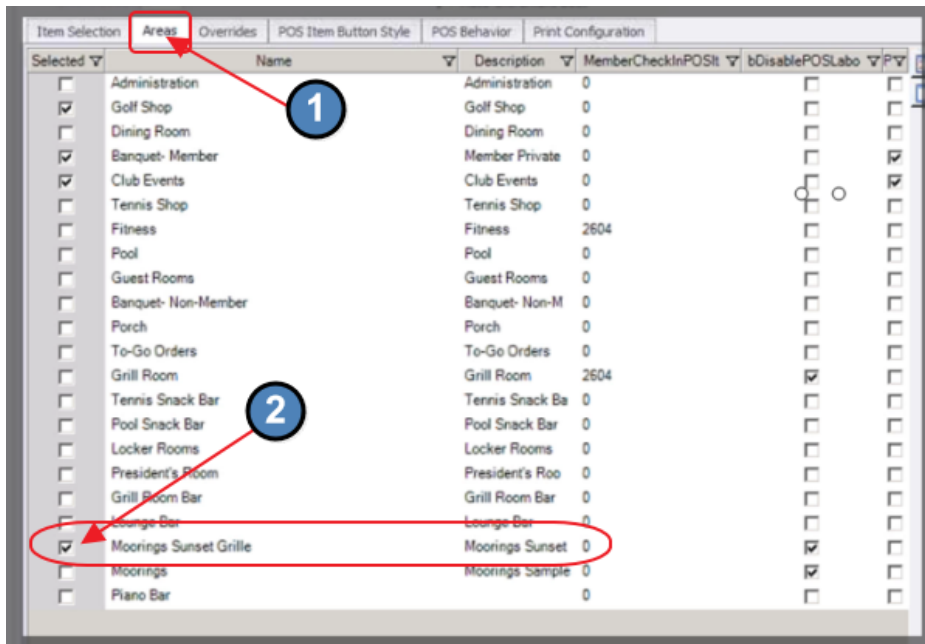 Item Selection Areas Overrides POS Item Button Style POS Behavior Print Configuration
Selected Name Description MemberCheckInPOSIt bDisablePOSLabo P
Administration Administration 0
1
Golf Shop Golf Shop 0
Dining Room Dining Room 0
Banquet- Member Member Private 0
Club Events Club Events 0
Tennis Shop Tennis Shop 0
Fitness Fitness 2604
Pool Pool 0
Guest Rooms Guest Rooms 0
Banquet- Non-Member Banquet- Non-M 0
Porch Porch 0
To-Go Orders To-Go Orders 0
Grill Room Grill Room 2604
Tennis Snack Bar Tennis Snack Ba 0
2
Pool Snack Bar Pool Snack Bar 0
Locker Rooms Locker Rooms 0
President's Room President's Roo 0
Grill Room Bar Grill Room Bar 0
Lounge Bar Lounge Bar 0
Moorings Sunset Grille Moorings Sunset 0
Moorings Moorings Sample 0
Piano Bar 0